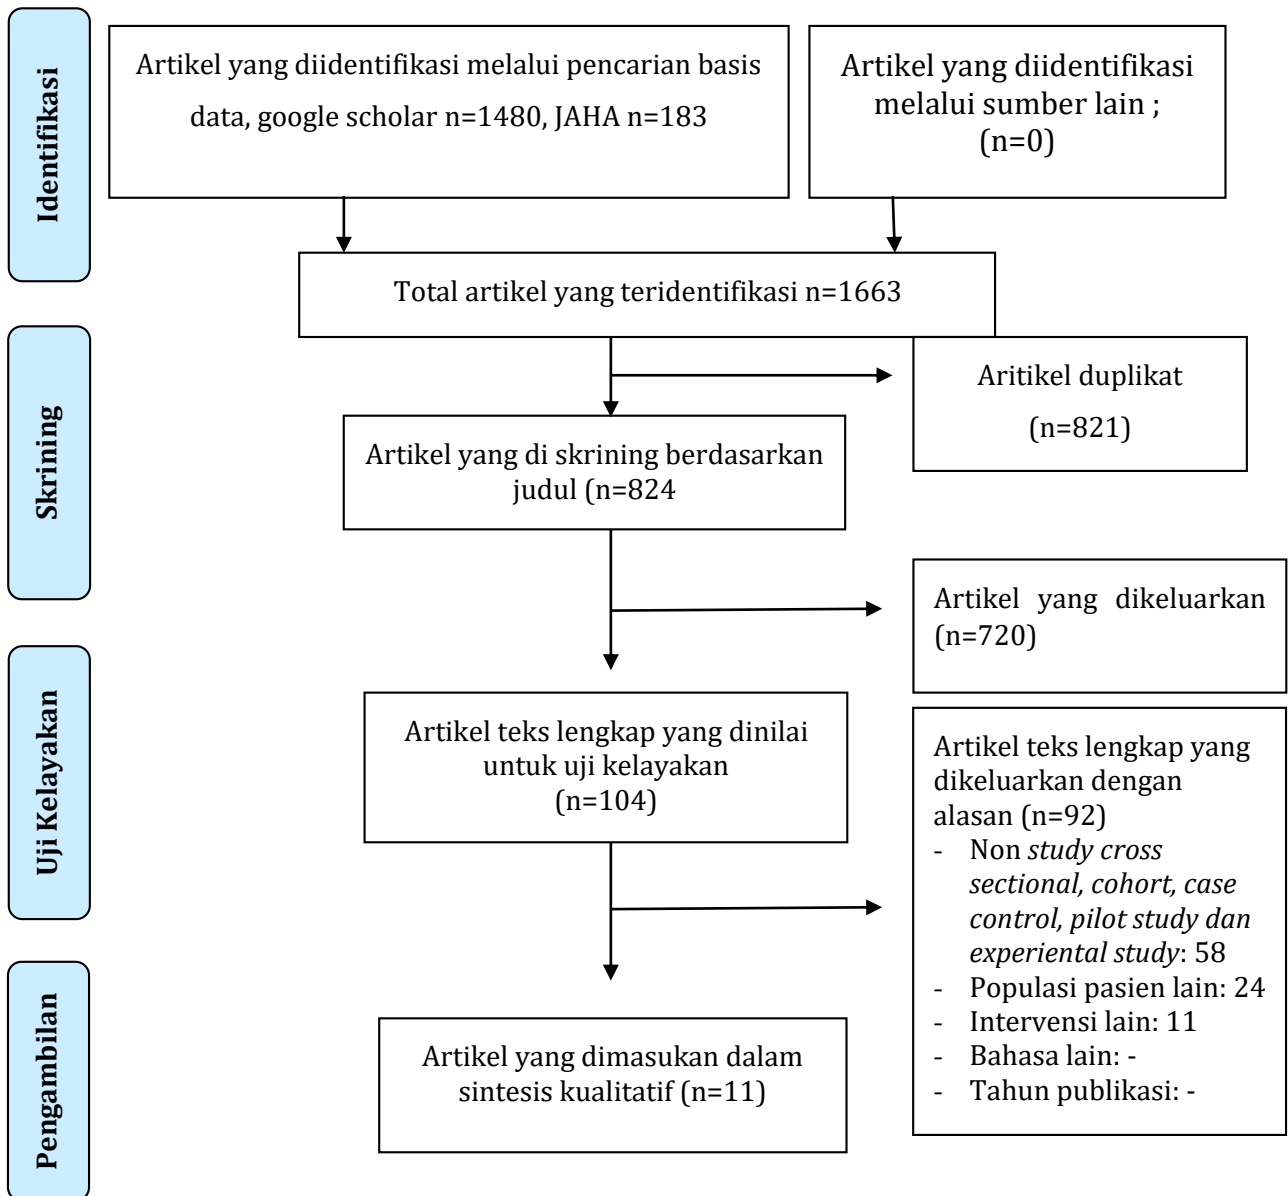 Identifikasi
Artikel yang diidentifikasi melalui pencarian basis
data, google scholar n=1480, JAHA n=183
Artikel yang diidentifikasi
melalui sumber lain ;
(n=0)
Total artikel yang teridentifikasi n=1663
Skrining
Aritikel duplikat
(n=821)
Artikel yang di skrining berdasarkan
judul (n=824
Artikel yang dikeluarkan
(n=720)
Uji Kelayakan
Artikel teks lengkap yang dinilai
untuk uji kelayakan
(n=104)
Artikel teks lengkap yang
dikeluarkan dengan
alasan (n=92)
- Non study cross
sectional, cohort, case
control, pilot study dan
experiental study: 58
- Populasi pasien lain: 24
- Intervensi lain: 11
- Bahasa lain: -
- Tahun publikasi: -
Pengambilan
Artikel yang dimasukan dalam
sintesis kualitatif (n=11)